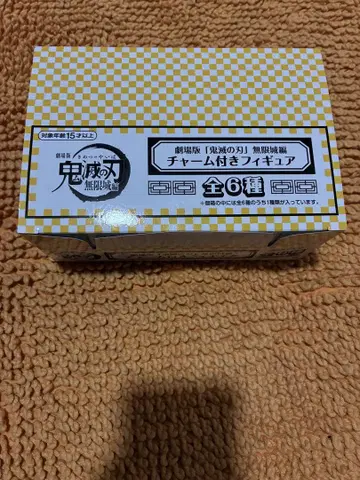 対象年齢15才以上
劇場版
きめつのやいば
鬼滅の刃
無限城編
劇場版「鬼滅の刃」無限城編
チャーム付きフィギュア
全6種
※個箱の中には全6種のうち1種類が入っています。